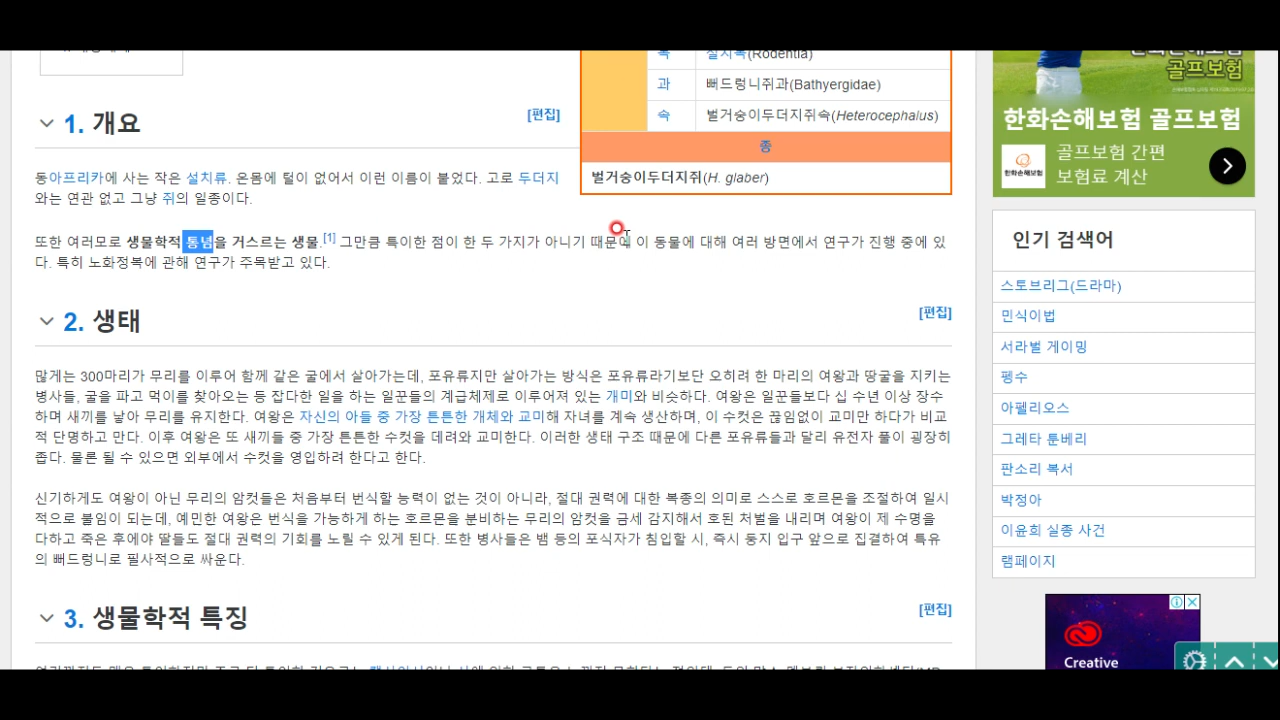 목 설치목(Rodentia)
과 뻐드렁니쥐과(Bathyergidae)
속 벌거숭이두더지쥐속(Heterocephalus)
종
벌거숭이두더지쥐(H. glaber)
1. 개요
[편집]
동아프리카에 사는 작은 설치류. 온몸에 털이 없어서 이런 이름이 붙었다. 고로 두더지
와는 연관 없고 그냥 쥐의 일종이다.
또한 여러모로 생물학적 통념을 거스르는 생물.[1] 그만큼 특이한 점이 한 두 가지가 아니기 때문에 이 동물에 대해 여러 방면에서 연구가 진행 중에 있
다. 특히 노화정복에 관해 연구가 주목받고 있다.
2. 생태
[편집]
많게는 300마리가 무리를 이루어 함께 같은 굴에서 살아가는데, 포유류지만 살아가는 방식은 포유류라기보단 오히려 한 마리의 여왕과 땅굴을 지키는
병사들, 굴을 파고 먹이를 찾아오는 등 잡다한 일을 하는 일꾼들의 계급체제로 이루어져 있는 개미와 비슷하다. 여왕은 일꾼들보다 십 수년 이상 장수
하며 새끼를 낳아 무리를 유지한다. 여왕은 자신의 아들 중 가장 튼튼한 개체와 교미해 자녀를 계속 생산하며, 이 수컷은 끊임없이 교미만 하다가 비교
적 단명하고 만다. 이후 여왕은 또 새끼들 중 가장 튼튼한 수컷을 데려와 교미한다. 이러한 생태 구조 때문에 다른 포유류들과 달리 유전자 풀이 굉장히
좁다. 물론 될 수 있으면 외부에서 수컷을 영입하려 한다고 한다.
신기하게도 여왕이 아닌 무리의 암컷들은 처음부터 번식할 능력이 없는 것이 아니라, 절대 권력에 대한 복종의 의미로 스스로 호르몬을 조절하여 일시
적으로 불임이 되는데, 예민한 여왕은 번식을 가능하게 하는 호르몬을 분비하는 무리의 암컷을 금세 감지해서 호된 처벌을 내리며 여왕이 제 수명을
다하고 죽은 후에야 딸들도 절대 권력의 기회를 노릴 수 있게 된다. 또한 병사들은 뱀 등의 포식자가 침입할 시, 즉시 둥지 입구 앞으로 집결하여 특유
의 뻐드렁니로 필사적으로 싸운다.
3. 생물학적 특징
[편집]
골프보험
한화손해보험 골프보험
한화손해보험
골프보험 간편
보험료 계산
인기 검색어
스토브리그(드라마)
민식이법
서라벌 게이밍
펭수
아펠리오스
그레타 툰베리
판소리 복서
박정아
이윤희 실종 사건
램페이지
Creative